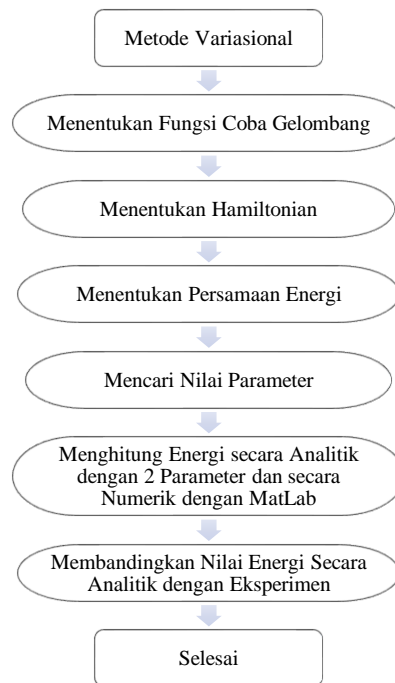 Metode Variasional
Menentukan Fungsi Coba Gelombang
Menentukan Hamiltonian
Menentukan Persamaan Energi
Mencari Nilai Parameter
Menghitung Energi secara Analitik
dengan 2 Parameter dan secara
Numerik dengan MatLab
Membandingkan Nilai Energi Secara
Analitik dengan Eksperimen
Selesai